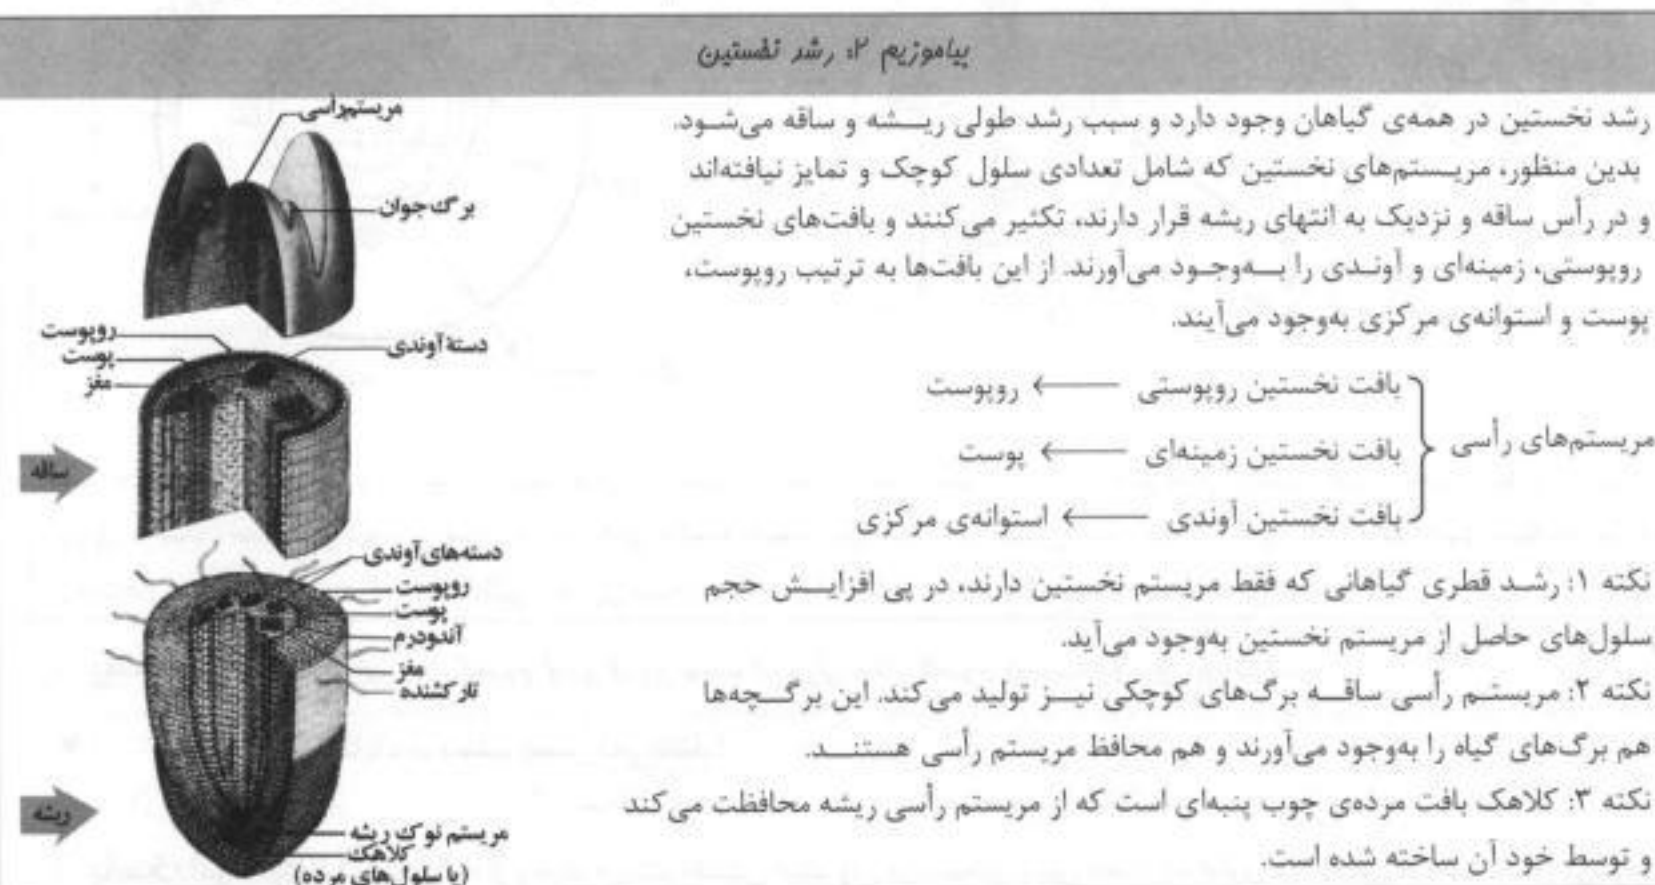 بیاموزیم ۲: رشد نخستین
رشد نخستین در همه‌ی گیاهان وجود دارد و سبب رشد طولی ریشه و ساقه می‌شود.
بدین منظور، مریستم‌های نخستین که شامل تعدادی سلول کوچک و تمایز نیافته‌اند
و در رأس ساقه و نزدیک به انتهای ریشه قرار دارند، تکثیر می‌کنند و بافت‌های نخستین
روپوستی، زمینه‌ای و آوندی را به‌وجود می‌آورند. از این بافت‌ها به ترتیب روپوست،
پوست و استوانه‌ی مرکزی به‌وجود می‌آیند.
مریستم‌های رأسی
بافت نخستین روپوستی ← روپوست
بافت نخستین زمینه‌ای ← پوست
بافت نخستین آوندی ← استوانه‌ی مرکزی
نکته ۱: رشد قطری گیاهانی که فقط مریستم نخستین دارند، در پی افزایش حجم
سلول‌های حاصل از مریستم نخستین به‌وجود می‌آید.
نکته ۲: مریستم رأسی ساقه برگ‌های کوچکی نیز تولید می‌کند. این برگچه‌ها
هم برگ‌های گیاه را به‌وجود می‌آورند و هم محافظ مریستم رأسی هستند.
نکته ۳: کلاهک بافت مرده‌ی چوب پنبه‌ای است که از مریستم رأسی ریشه محافظت می‌کند
و توسط خود آن ساخته شده است.
مریستم‌رأسی
برگ جوان
روپوست
پوست
مغز
دستۀ آوندی
ساقه
دسته‌های آوندی
روپوست
پوست
آندودرم
مغز
تار کشنده
ریشه
مریستم نوک ریشه
کلاهک
(با سلول‌های مرده)